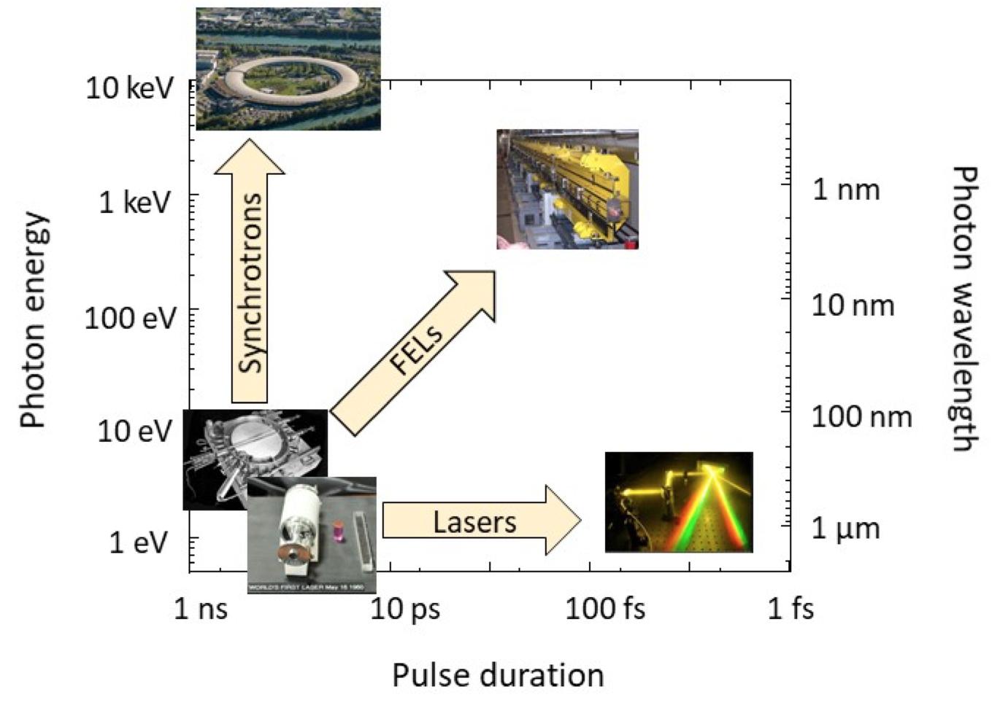 10 keV
1 keV
100 eV
10 eV
1 eV
Photon energy
Synchrotrons
FELs
Lasers
WORLD'S FIRST LASER May 16 1960
1 nm
10 nm
100 nm
1 μm
Photon wavelength
1 ns
10 ps
100 fs
1 fs
Pulse duration